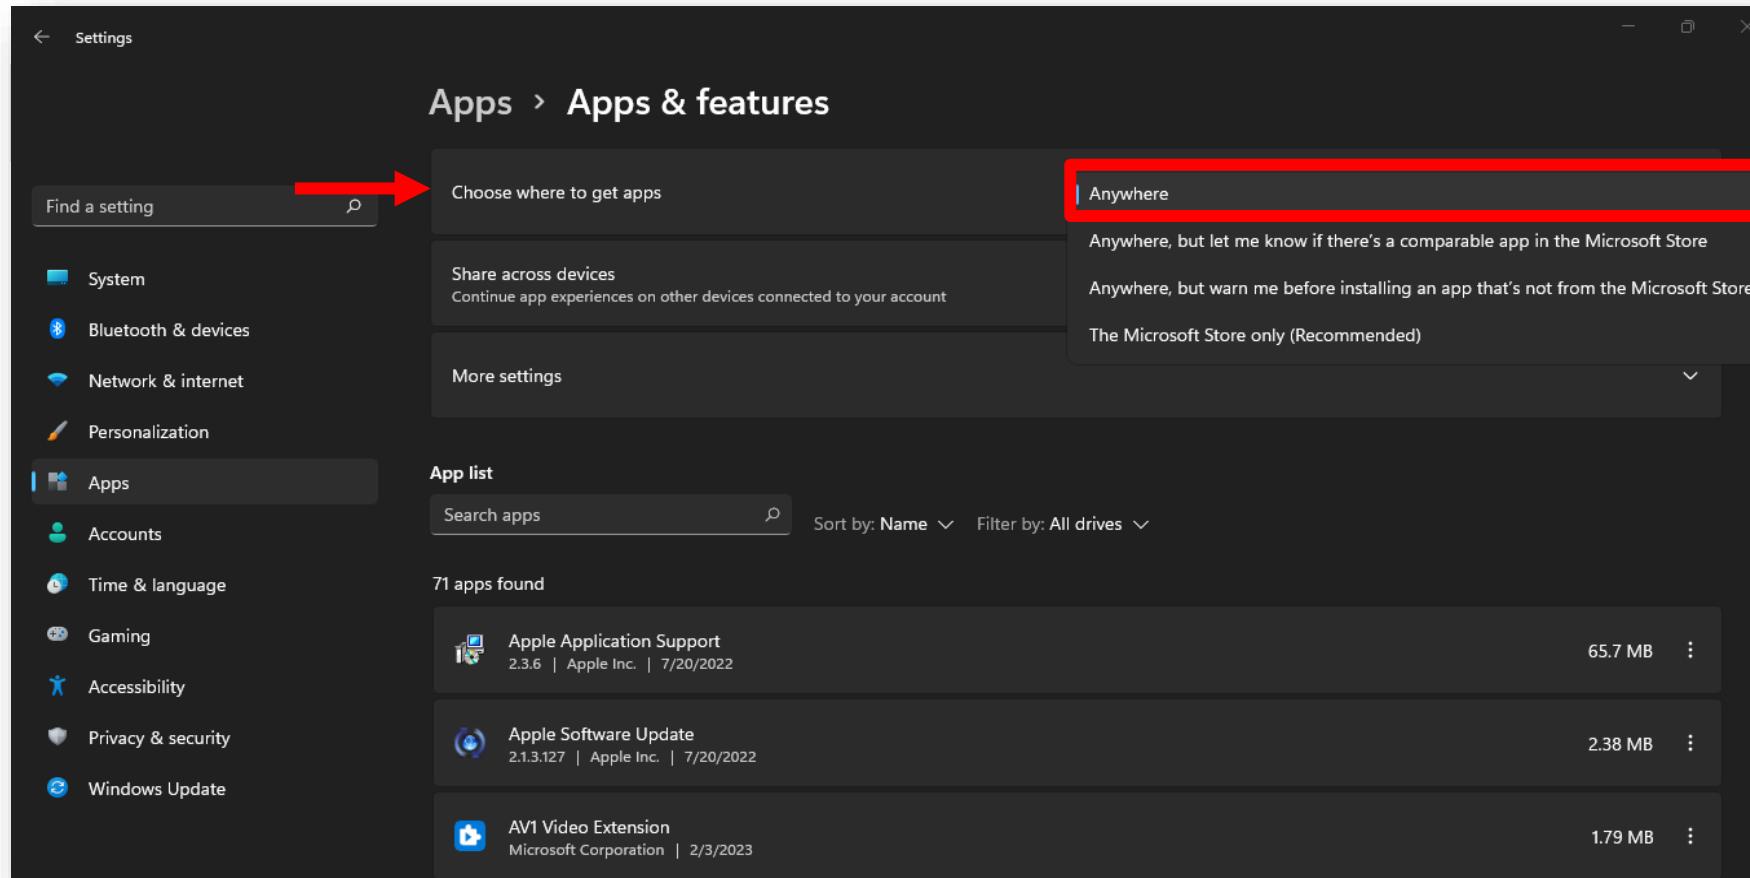 Settings
Apps > Apps & features
Find a setting
System
Bluetooth & devices
Network & internet
Personalization
Apps
Accounts
Time & language
Gaming
Accessibility
Privacy & security
Windows Update
Choose where to get apps
Anywhere
Anywhere, but let me know if there's a comparable app in the Microsoft Store
Anywhere, but warn me before installing an app that's not from the Microsoft Store
The Microsoft Store only (Recommended)
Share across devices
Continue app experiences on other devices connected to your account
More settings
App list
Search apps
Sort by: Name
Filter by: All drives
71 apps found
Apple Application Support
2.3.6 | Apple Inc. | 7/20/2022
65.7 MB
Apple Software Update
2.1.3.127 | Apple Inc. | 7/20/2022
2.38 MB
AV1 Video Extension
Microsoft Corporation | 2/3/2023
1.79 MB